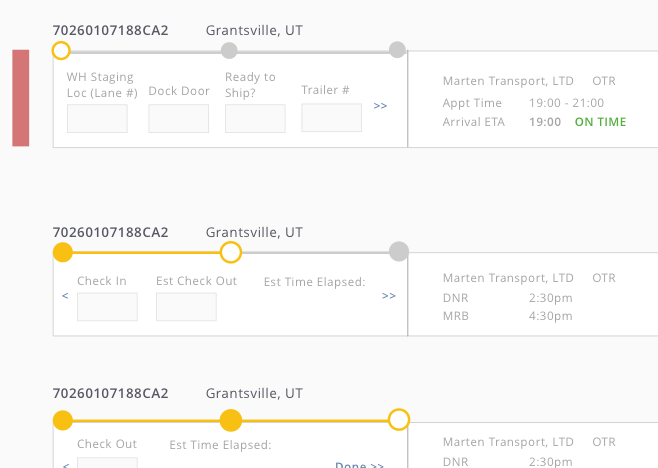 70260107188CA2 Grantsville, UT
WH Staging Loc (Lane #) Dock Door Ready to Ship? Trailer # >>
Marten Transport, LTD OTR
Appt Time 19:00 - 21:00
Arrival ETA 19:00 ON TIME
70260107188CA2 Grantsville, UT
< Check In Est Check Out Est Time Elapsed: >>
Marten Transport, LTD OTR
DNR 2:30pm
MRB 4:30pm
70260107188CA2 Grantsville, UT
< Check Out Est Time Elapsed: Done >>
Marten Transport, LTD OTR
DNR 2:30pm